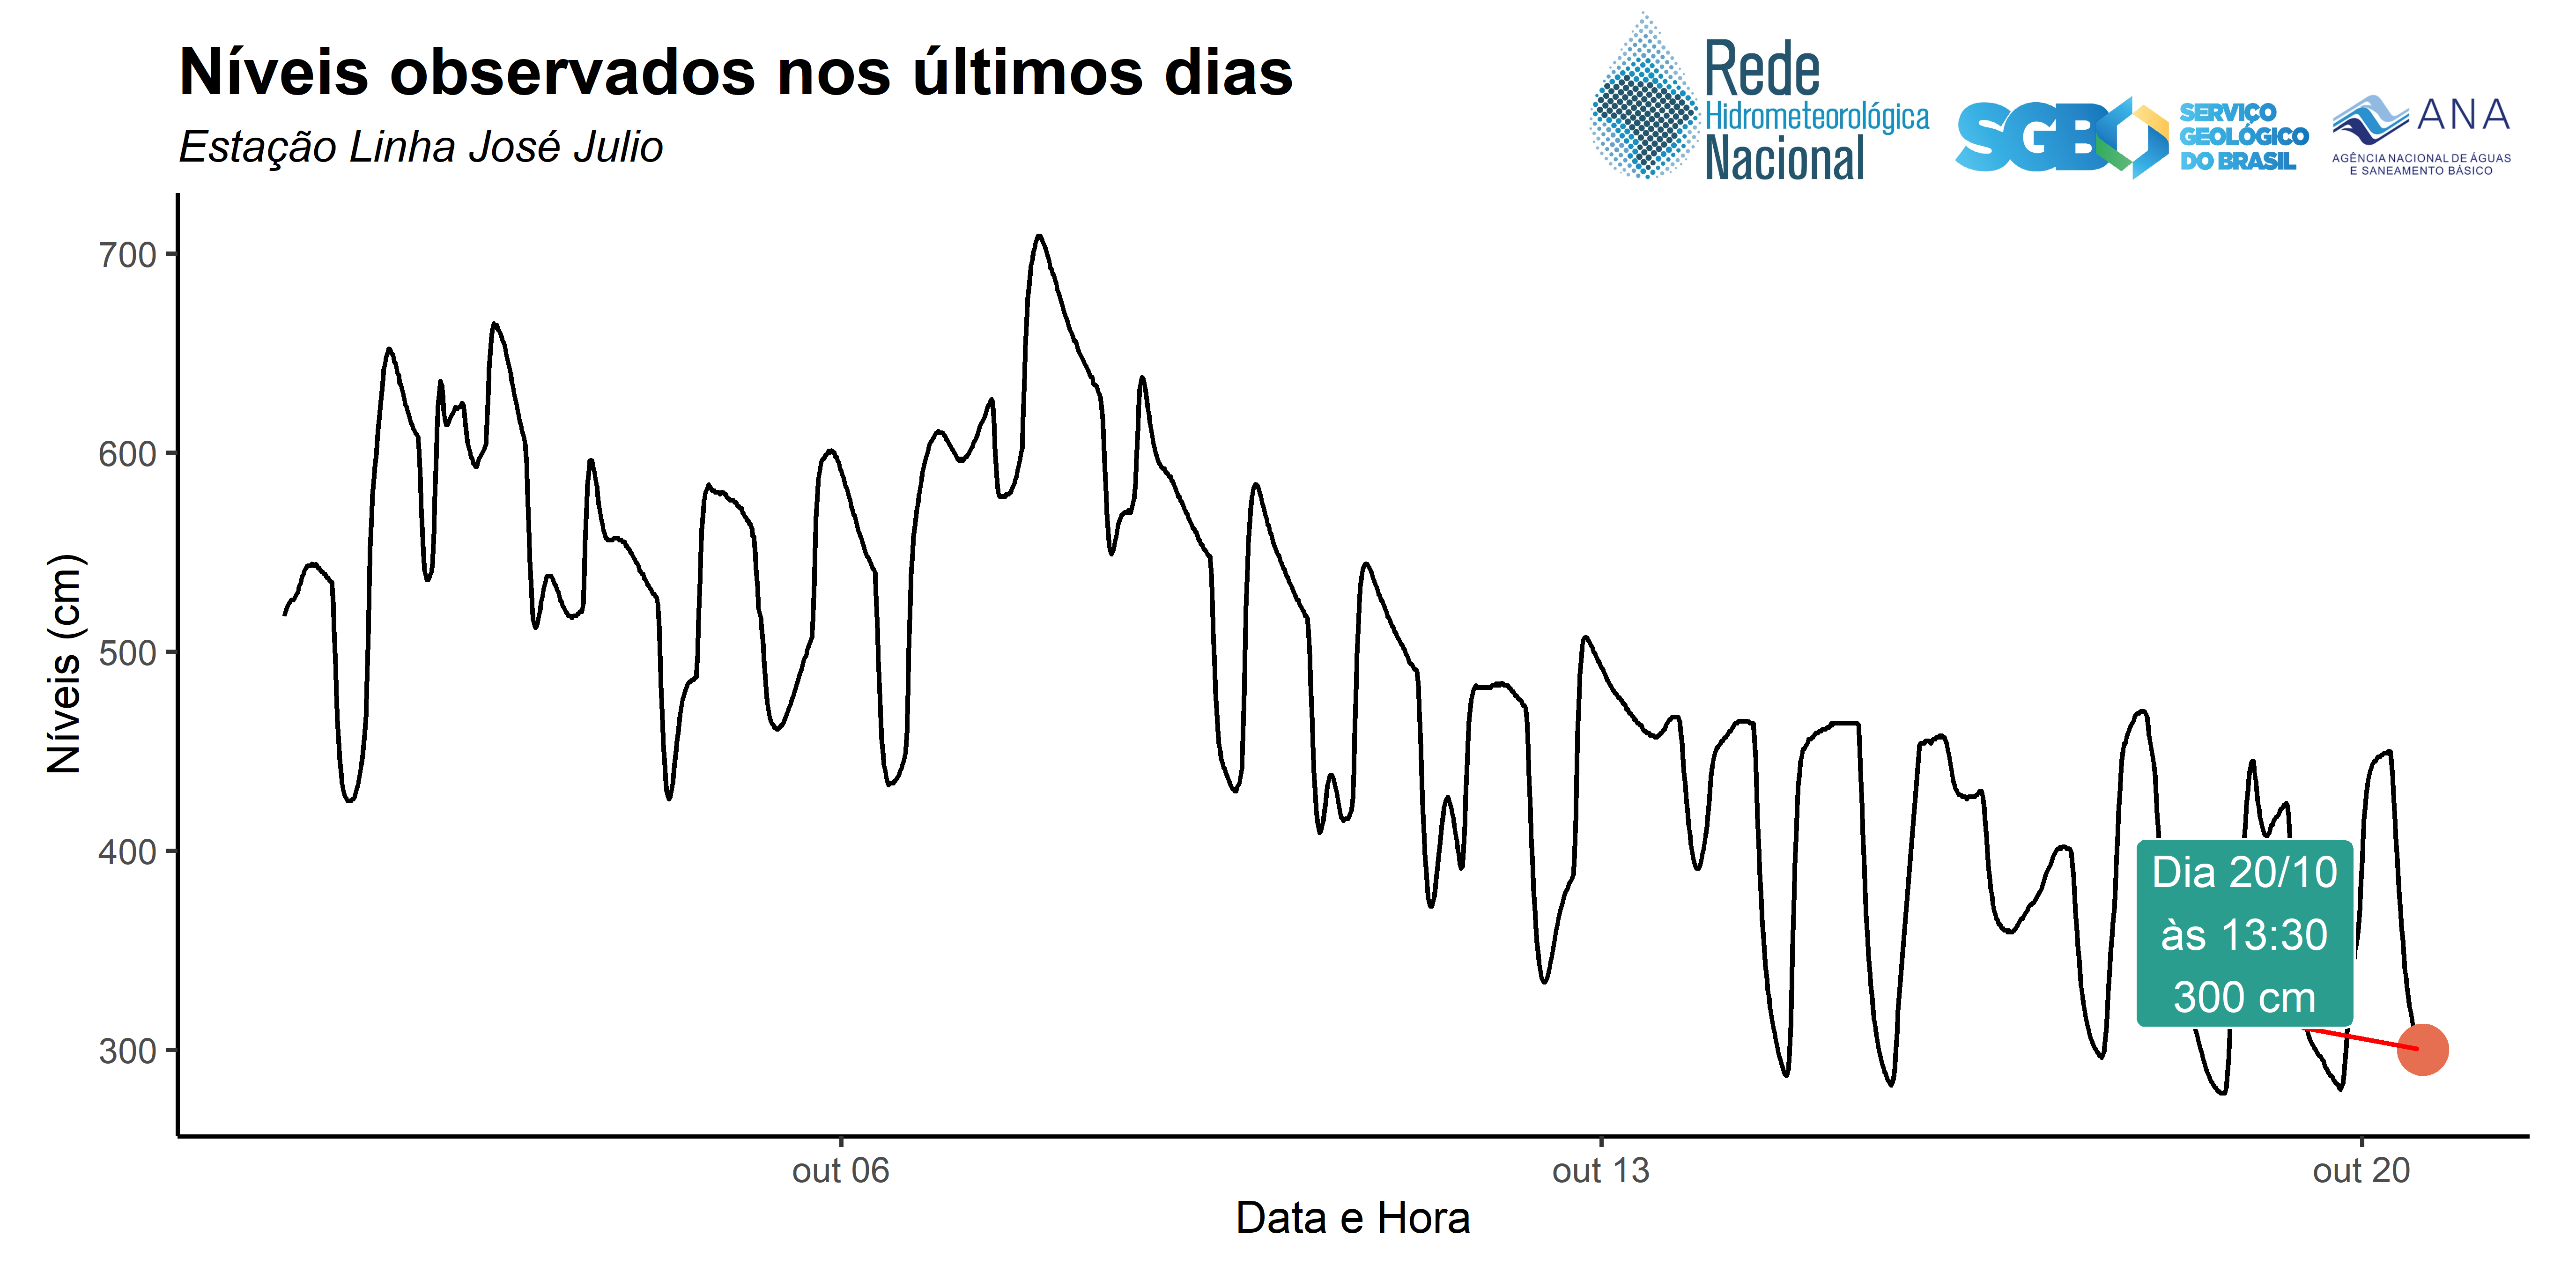 Níveis observados nos últimos dias
Estação Linha José Julio
Rede
Hidrometeorológica
Nacional
SGB
SERVIÇO
GEOLÓGICO
DO BRASIL
ANA
AGÊNCIA NACIONAL DE ÁGUAS
E SANEAMENTO BÁSICO
Níveis (cm)
700
600
500
400
300
Dia 20/10
às 13:30
300 cm
out 06
out 13
out 20
Data e Hora